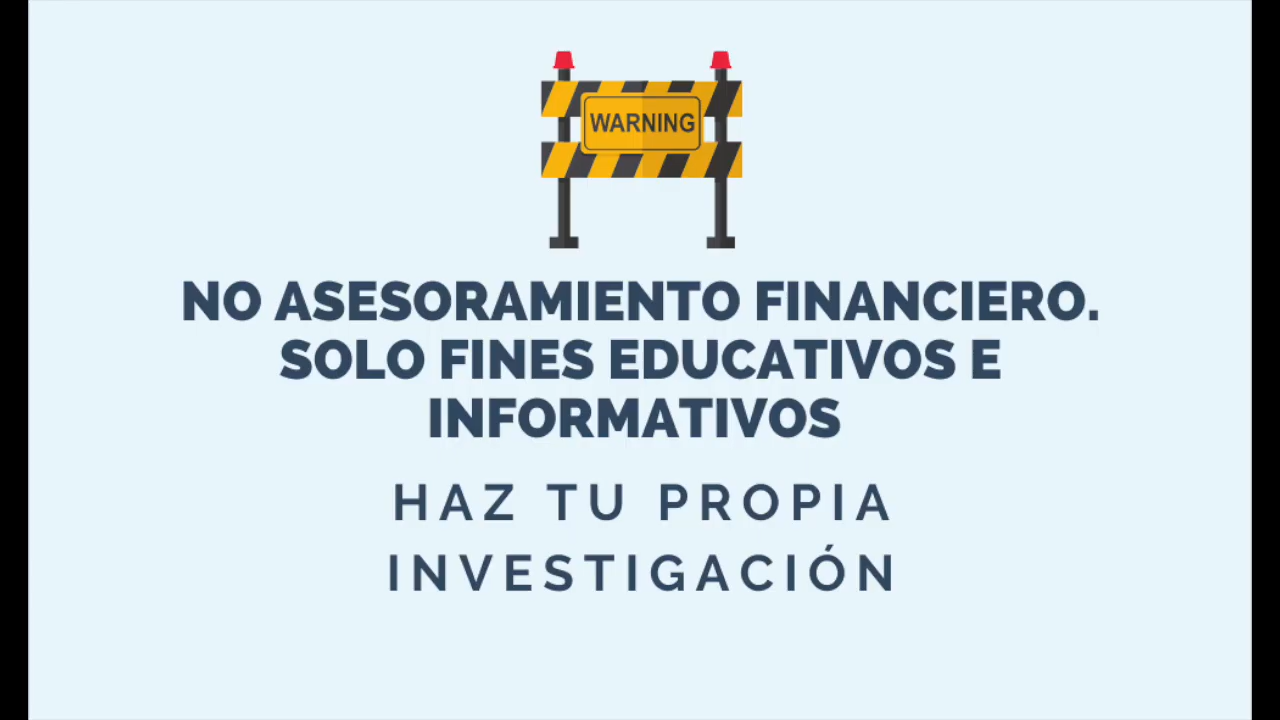 WARNING
NO ASESORAMIENTO FINANCIERO.
SOLO FINES EDUCATIVOS E
INFORMATIVOS
HAZ TU PROPIA
INVESTIGACIÓN